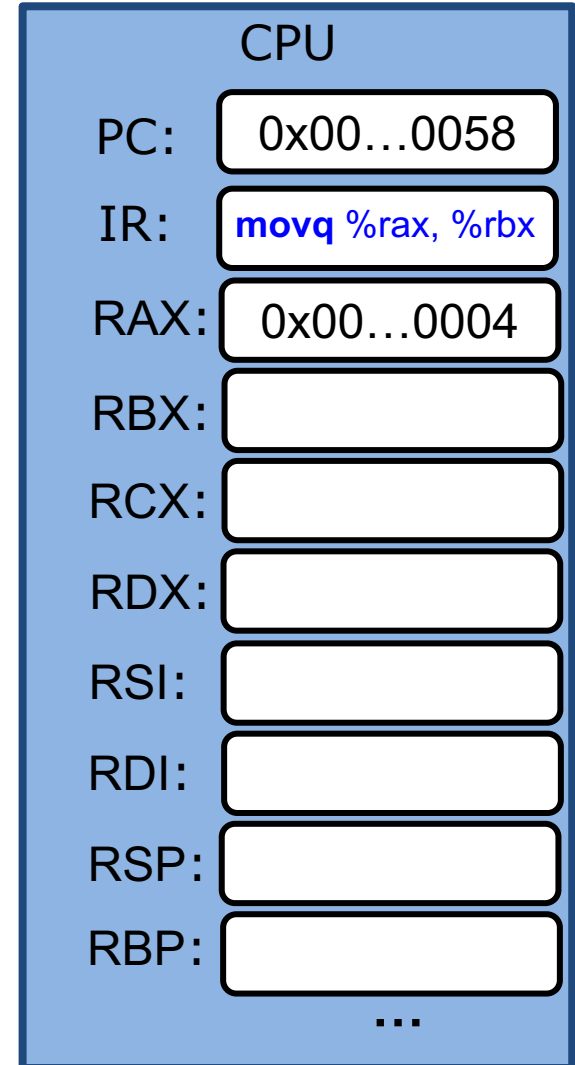 CPU
PC: 0x00...0058
IR: movq %rax, %rbx
RAX: 0x00...0004
RBX:
RCX:
RDX:
RSI:
RDI:
RSP:
RBP:
...